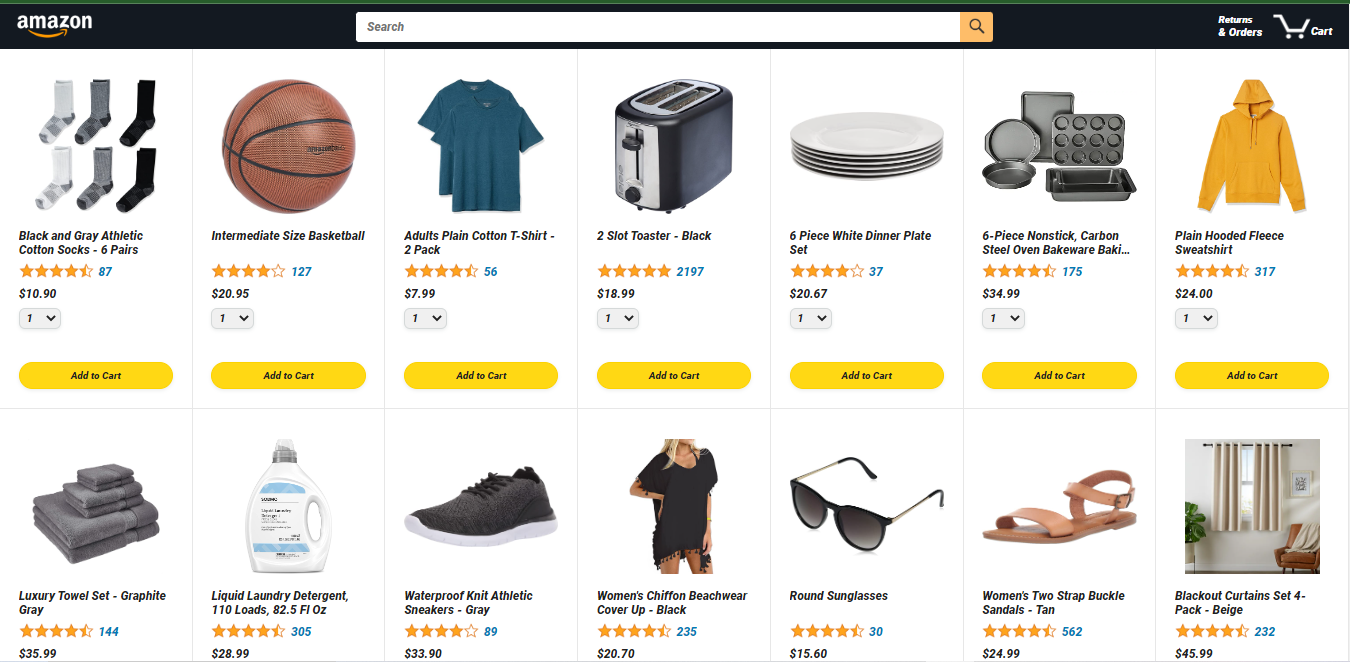 amazon
Search
Returns
& Orders
Cart
Black and Gray Athletic
Cotton Socks - 6 Pairs
87
$10.90
1
Add to Cart
Intermediate Size Basketball
127
$20.95
1
Add to Cart
Adults Plain Cotton T-Shirt -
2 Pack
56
$7.99
1
Add to Cart
2 Slot Toaster - Black
2197
$18.99
1
Add to Cart
6 Piece White Dinner Plate
Set
37
$20.67
1
Add to Cart
6-Piece Nonstick, Carbon
Steel Oven Bakeware Baki...
175
$34.99
1
Add to Cart
Plain Hooded Fleece
Sweatshirt
317
$24.00
1
Add to Cart
Luxury Towel Set - Graphite
Gray
144
$35.99
Liquid Laundry
Detergent
Liquid Laundry Detergent,
110 Loads, 82.5 Fl Oz
305
$28.99
Waterproof Knit Athletic
Sneakers - Gray
89
$33.90
Women's Chiffon Beachwear
Cover Up - Black
235
$20.70
Round Sunglasses
30
$15.60
Women's Two Strap Buckle
Sandals - Tan
562
$24.99
Blackout Curtains Set 4-
Pack - Beige
232
$45.99